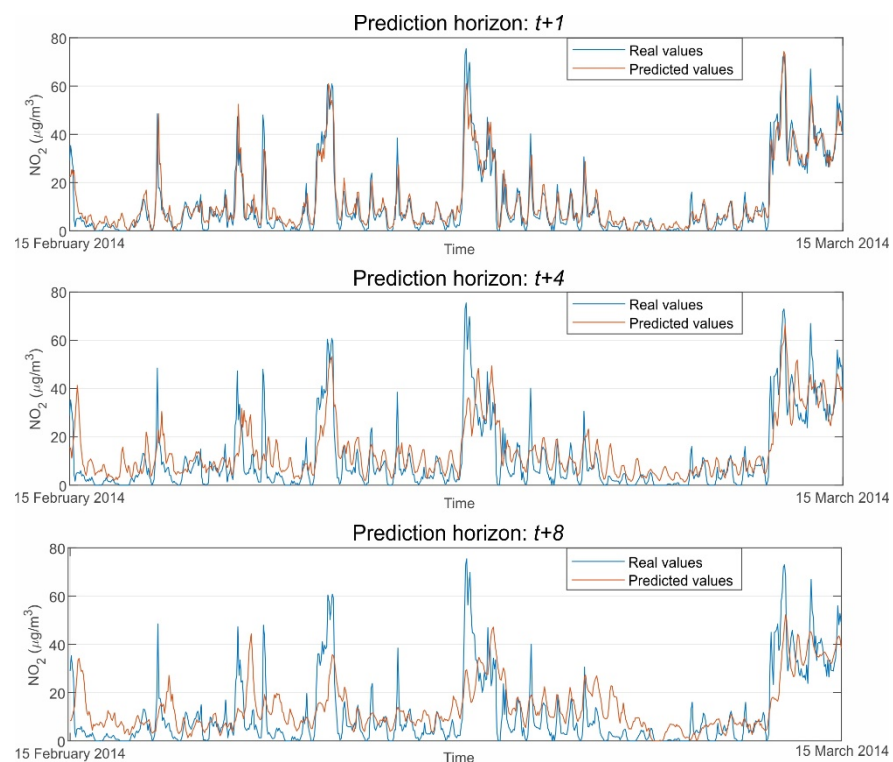 Prediction horizon: t+1
80
60
40
20
0
NO2 (μg/m3)
Real values
Predicted values
15 February 2014
Time
15 March 2014
Prediction horizon: t+4
80
60
40
20
0
NO2 (μg/m3)
Real values
Predicted values
15 February 2014
Time
15 March 2014
Prediction horizon: t+8
80
60
40
20
0
NO2 (μg/m3)
Real values
Predicted values
15 February 2014
Time
15 March 2014